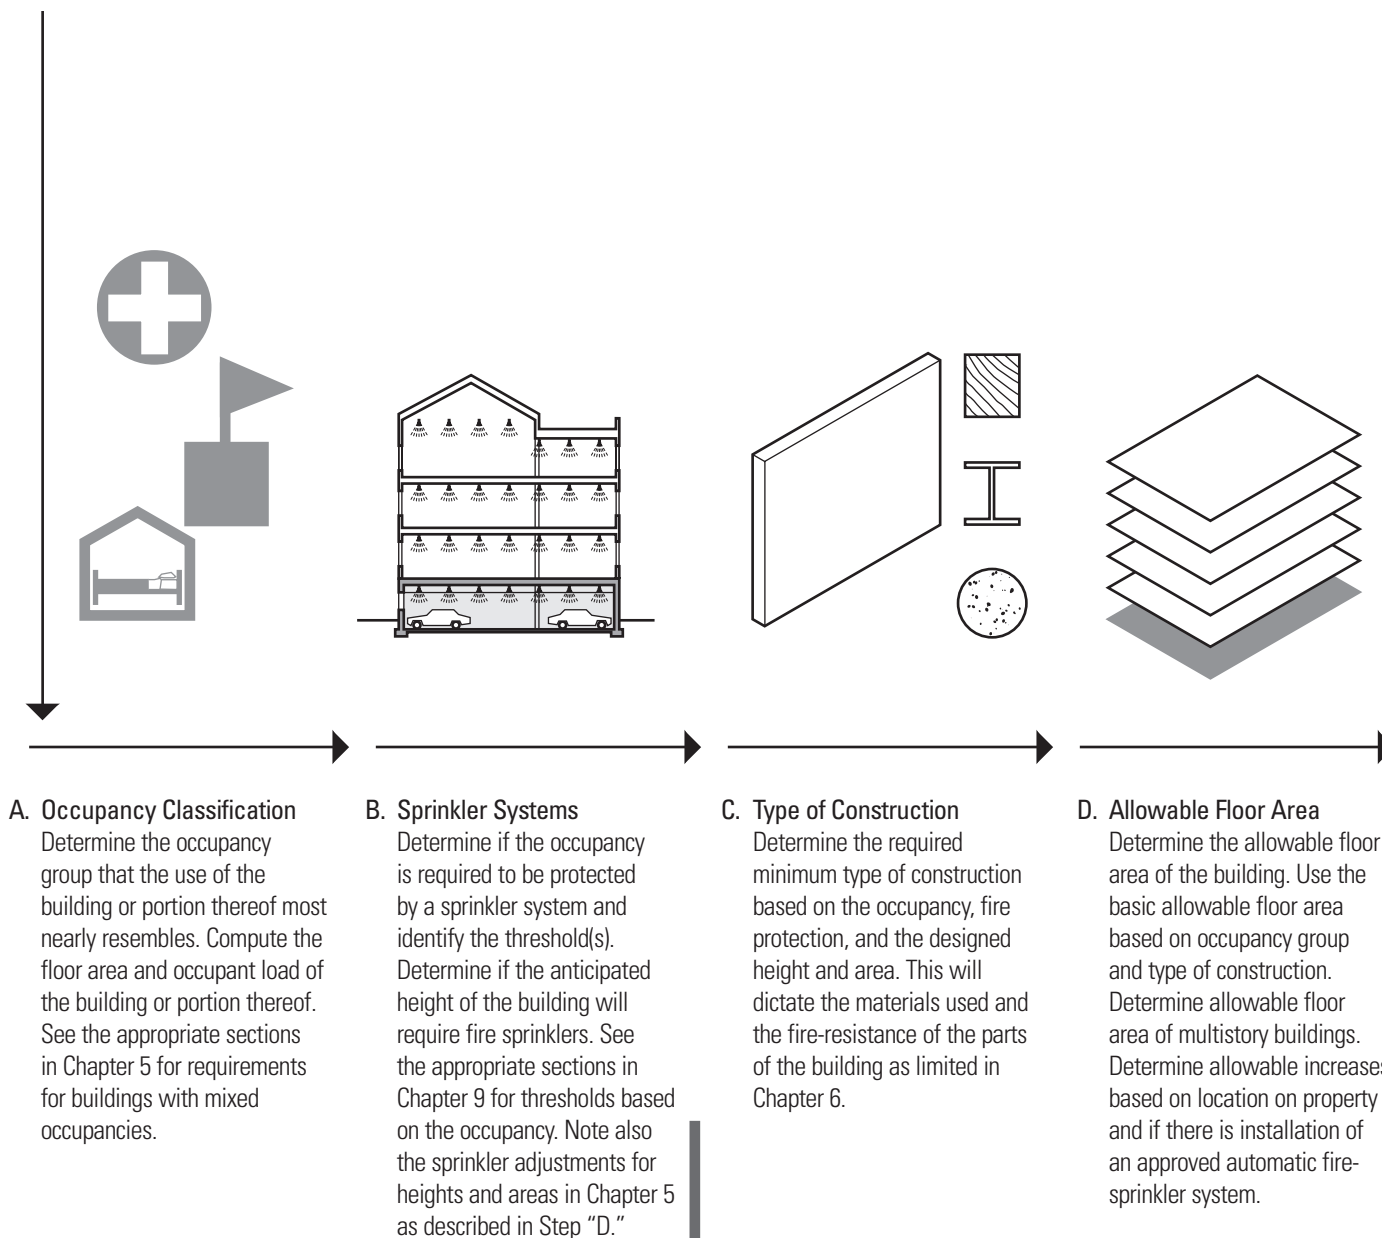 A. Occupancy Classification
Determine the occupancy
group that the use of the
building or portion thereof most
nearly resembles. Compute the
floor area and occupant load of
the building or portion thereof.
See the appropriate sections
in Chapter 5 for requirements
for buildings with mixed
occupancies.
B. Sprinkler Systems
Determine if the occupancy
is required to be protected
by a sprinkler system and
identify the threshold(s).
Determine if the anticipated
height of the building will
require fire sprinklers. See
the appropriate sections in
Chapter 9 for thresholds based
on the occupancy. Note also
the sprinkler adjustments for
heights and areas in Chapter 5
as described in Step “D.”
C. Type of Construction
Determine the required
minimum type of construction
based on the occupancy, fire
protection, and the designed
height and area. This will
dictate the materials used and
the fire-resistance of the parts
of the building as limited in
Chapter 6.
D. Allowable Floor Area
Determine the allowable floor
area of the building. Use the
basic allowable floor area
based on occupancy group
and type of construction.
Determine allowable floor
area of multistory buildings.
Determine allowable increases
based on location on property
and if there is installation of
an approved automatic fire-
sprinkler system.